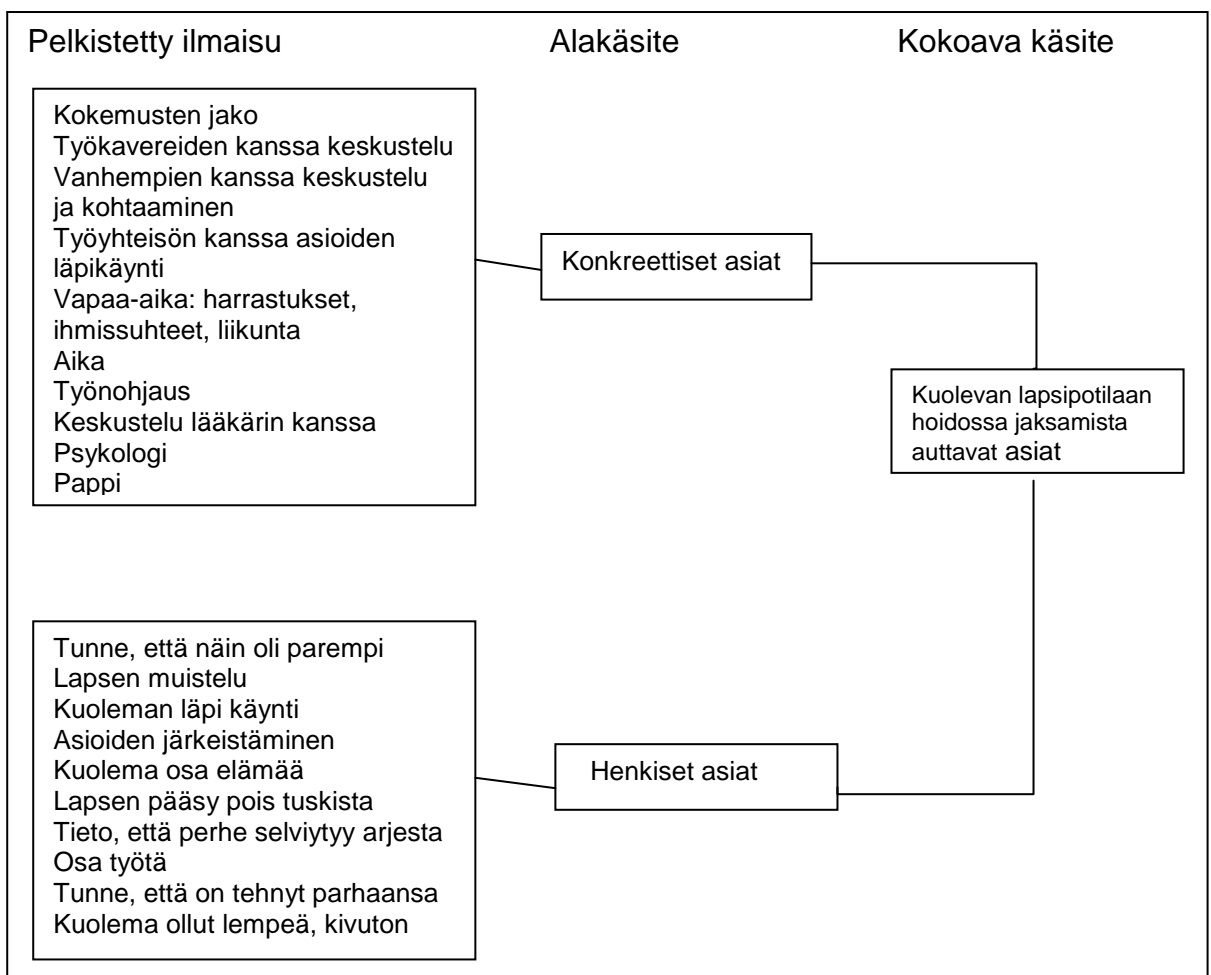 Pelkistetty ilmaisu
Alakäsite
Kokoava käsite
Kokemusten jako
Työkavereiden kanssa keskustelu
Vanhempien kanssa keskustelu
ja kohtaaminen
Työyhteisön kanssa asioiden
läpikäynti
Vapaa-aika: harrastukset,
ihmissuhteet, liikunta
Aika
Työnohjaus
Keskustelu lääkärin kanssa
Psykologi
Pappi
Konkreettiset asiat
Kuolevan lapsipotilaan
hoidossa jaksamista
auttavat asiat
Tunne, että näin oli parempi
Lapsen muistelu
Kuoleman läpi käynti
Asioiden järkeistäminen
Kuolema osa elämää
Lapsen pääsy pois tuskista
Tieto, että perhe selviytyy arjesta
Osa työtä
Tunne, että on tehnyt parhaansa
Kuolema ollut lempeä, kivuton
Henkiset asiat